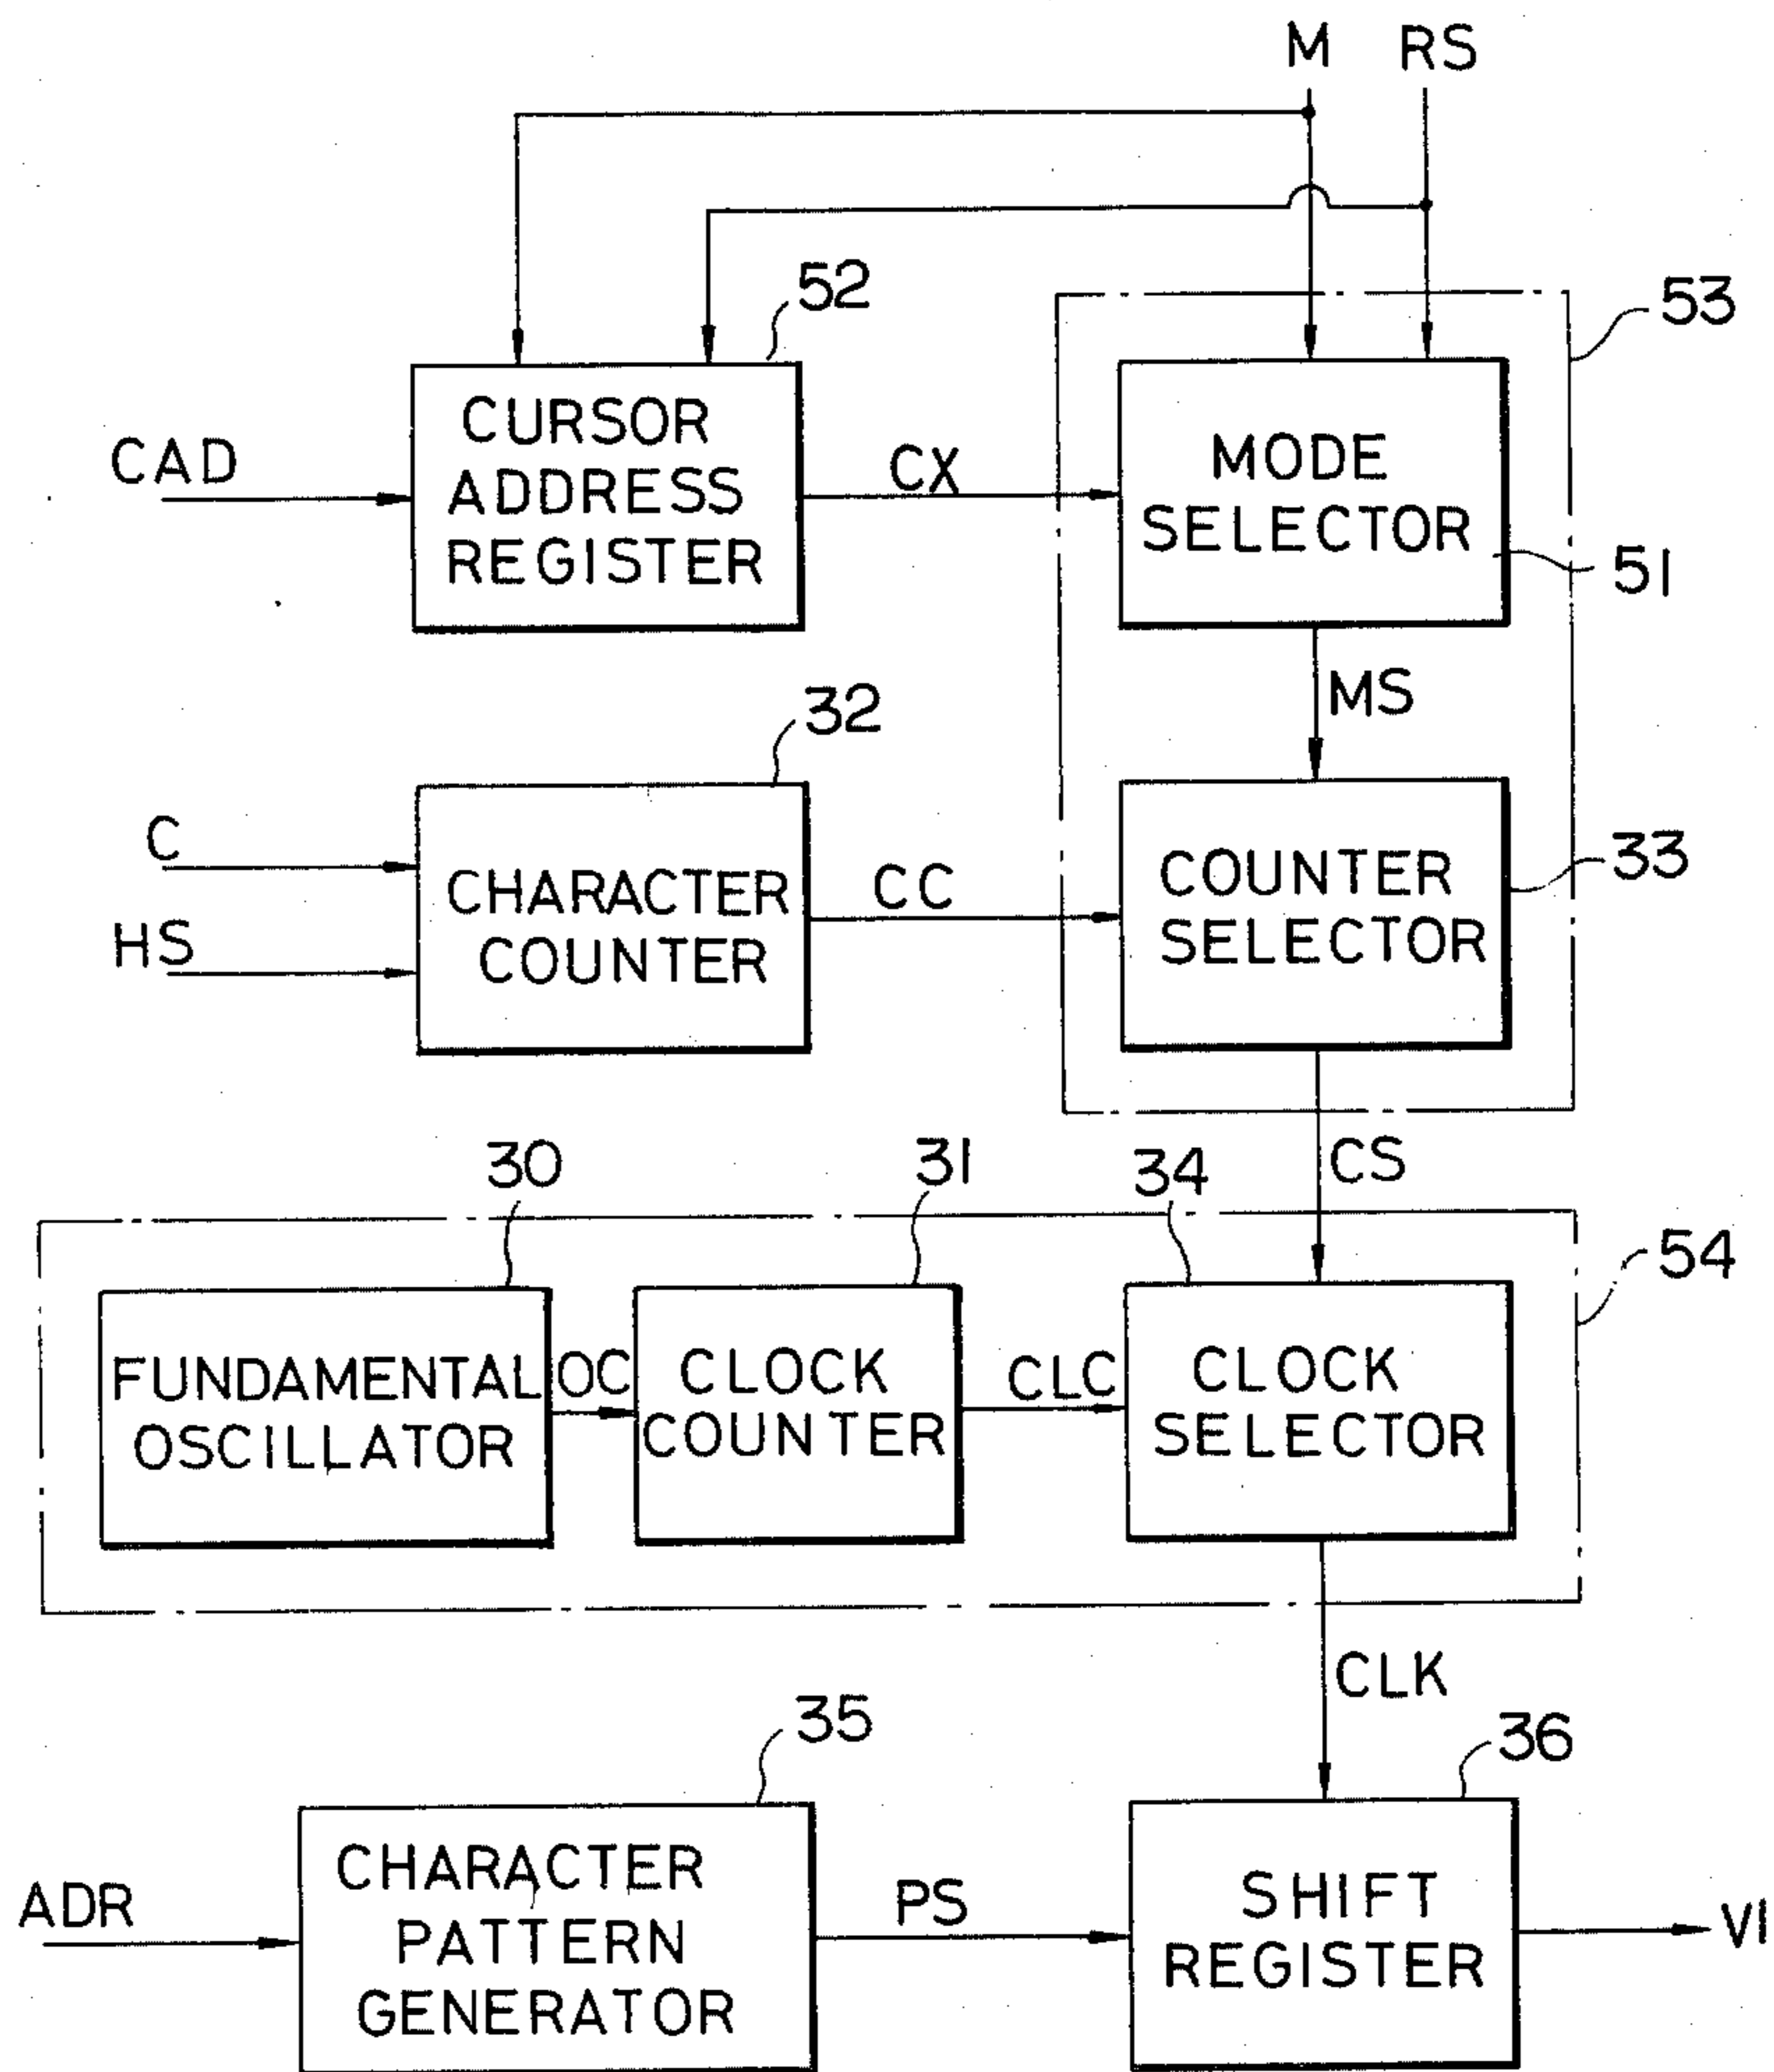 M RS
52
53
CURSOR
ADDRESS
REGISTER
CAD
CX
MODE
SELECTOR
51
MS
32
C
HS
CHARACTER
COUNTER
CC
COUNTER
SELECTOR
33
CS
30
31
34
54
FUNDAMENTAL
OSCILLATOR
OC
CLOCK
COUNTER
CLC
CLOCK
SELECTOR
CLK
35
36
ADR
CHARACTER
PATTERN
GENERATOR
PS
SHIFT
REGISTER
VI